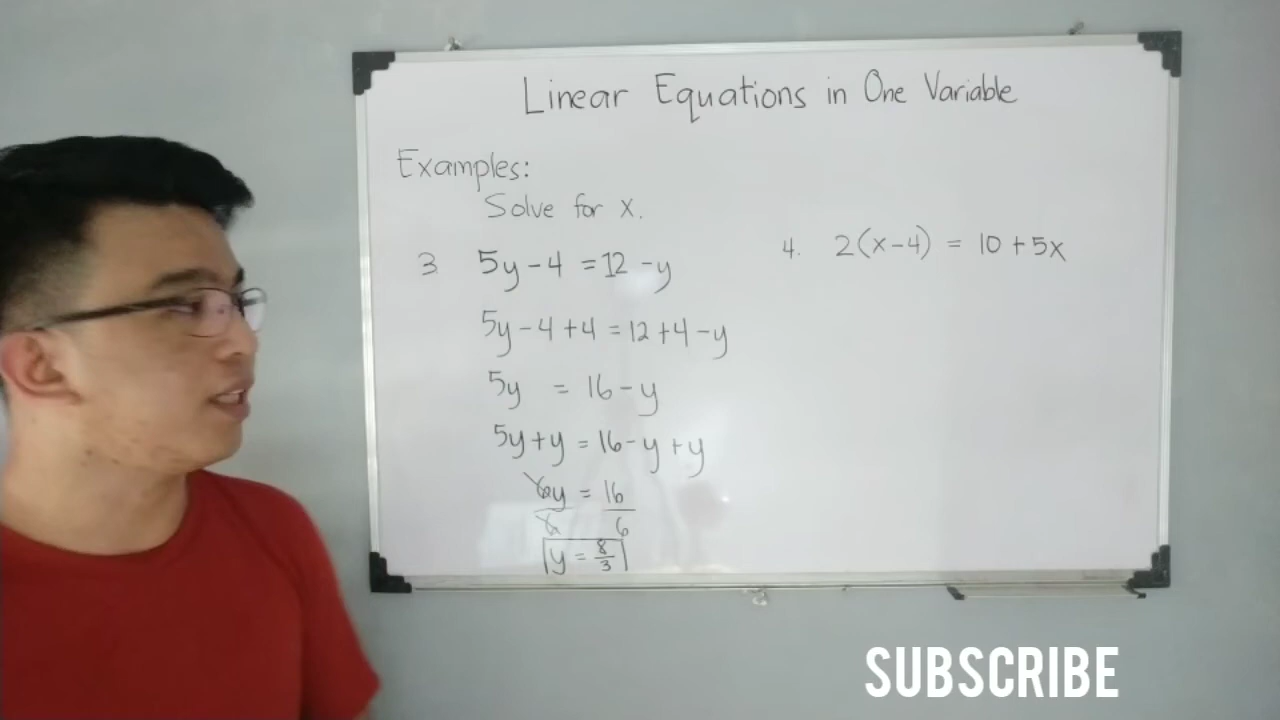 Linear Equations in One Variable
Examples:
Solve for x.
3 5y - 4 = 12 - y
5y - 4 + 4 = 12 + 4 - y
5y = 16 - y
5y + y = 16 - y + y
6y = 16
6 6
y = 8/3
4. 2(x - 4) = 10 + 5x
SUBSCRIBE